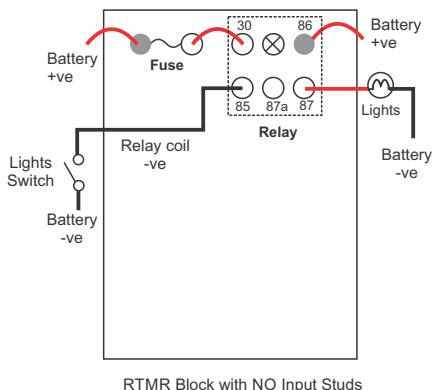 30
86
Battery
+ve
Battery
+ve
Fuse
85
87a
87
Lights
Relay
Relay coil
-ve
Battery
-ve
Lights
Switch
Battery
-ve
RTMR Block with NO Input Studs